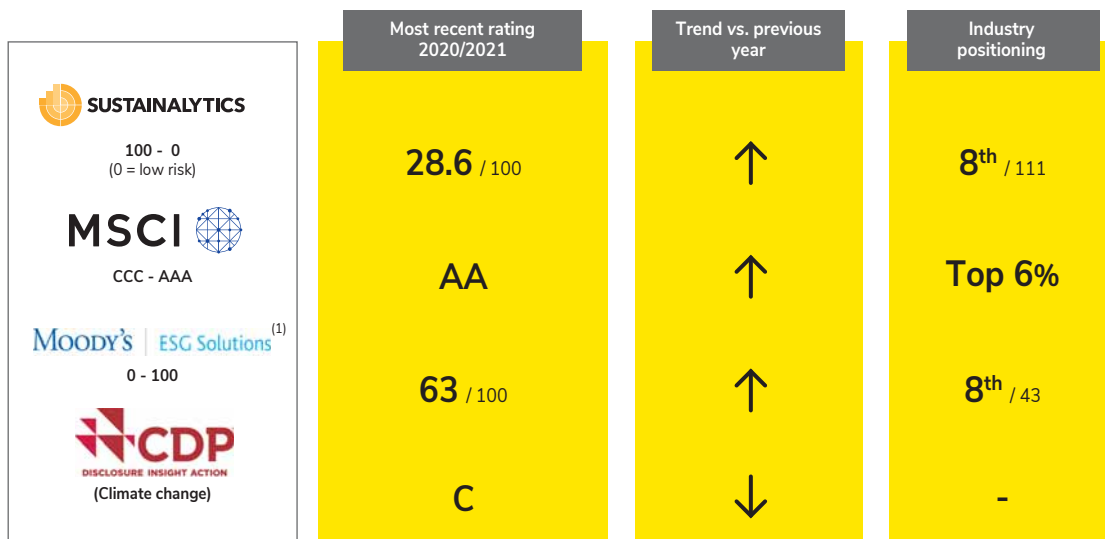 Most recent rating
2020/2021
Trend vs. previous
year
Industry
positioning
SUSTAINALYTICS
100 - 0
(0 = low risk)
28.6 / 100
↑
8th / 111
MSCI
CCC - AAA
AA
↑
Top 6%
MOODY'S | ESG Solutions (1)
0 - 100
63 / 100
↑
8th / 43
CDP
DISCLOSURE INSIGHT ACTION
(Climate change)
C
↓
-